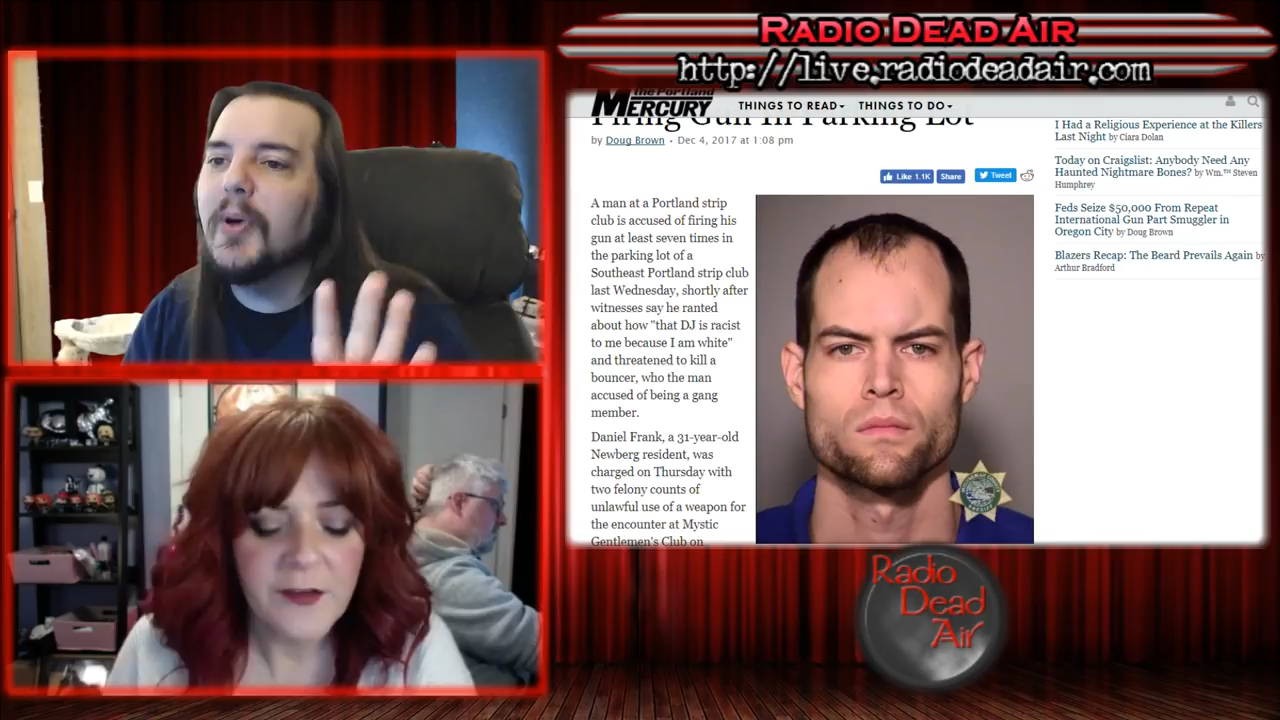 RADIO DEAD AIR
http://live.radiodeadair.com
the Portland
MERCURY
THINGS TO READ
THINGS TO DO
Firing Gun In Parking Lot
by Doug Brown • Dec 4, 2017 at 1:08 pm
Like 1.1K
Share
Tweet
A man at a Portland strip
club is accused of firing his
gun at least seven times in
the parking lot of a
Southeast Portland strip club
last Wednesday, shortly after
witnesses say he ranted
about how "that DJ is racist
to me because I am white"
and threatened to kill a
bouncer, who the man
accused of being a gang
member.
Daniel Frank, a 31-year-old
Newberg resident, was
charged on Thursday with
two felony counts of
unlawful use of a weapon for
the encounter at Mystic
Gentlemen's Club on
I Had a Religious Experience at the Killers
Last Night by Ciara Dolan
Today on Craigslist: Anybody Need Any
Haunted Nightmare Bones? by Wm.™ Steven
Humphrey
Feds Seize $50,000 From Repeat
International Gun Part Smuggler in
Oregon City by Doug Brown
Blazers Recap: The Beard Prevails Again by
Arthur Bradford
Radio
Dead
Air